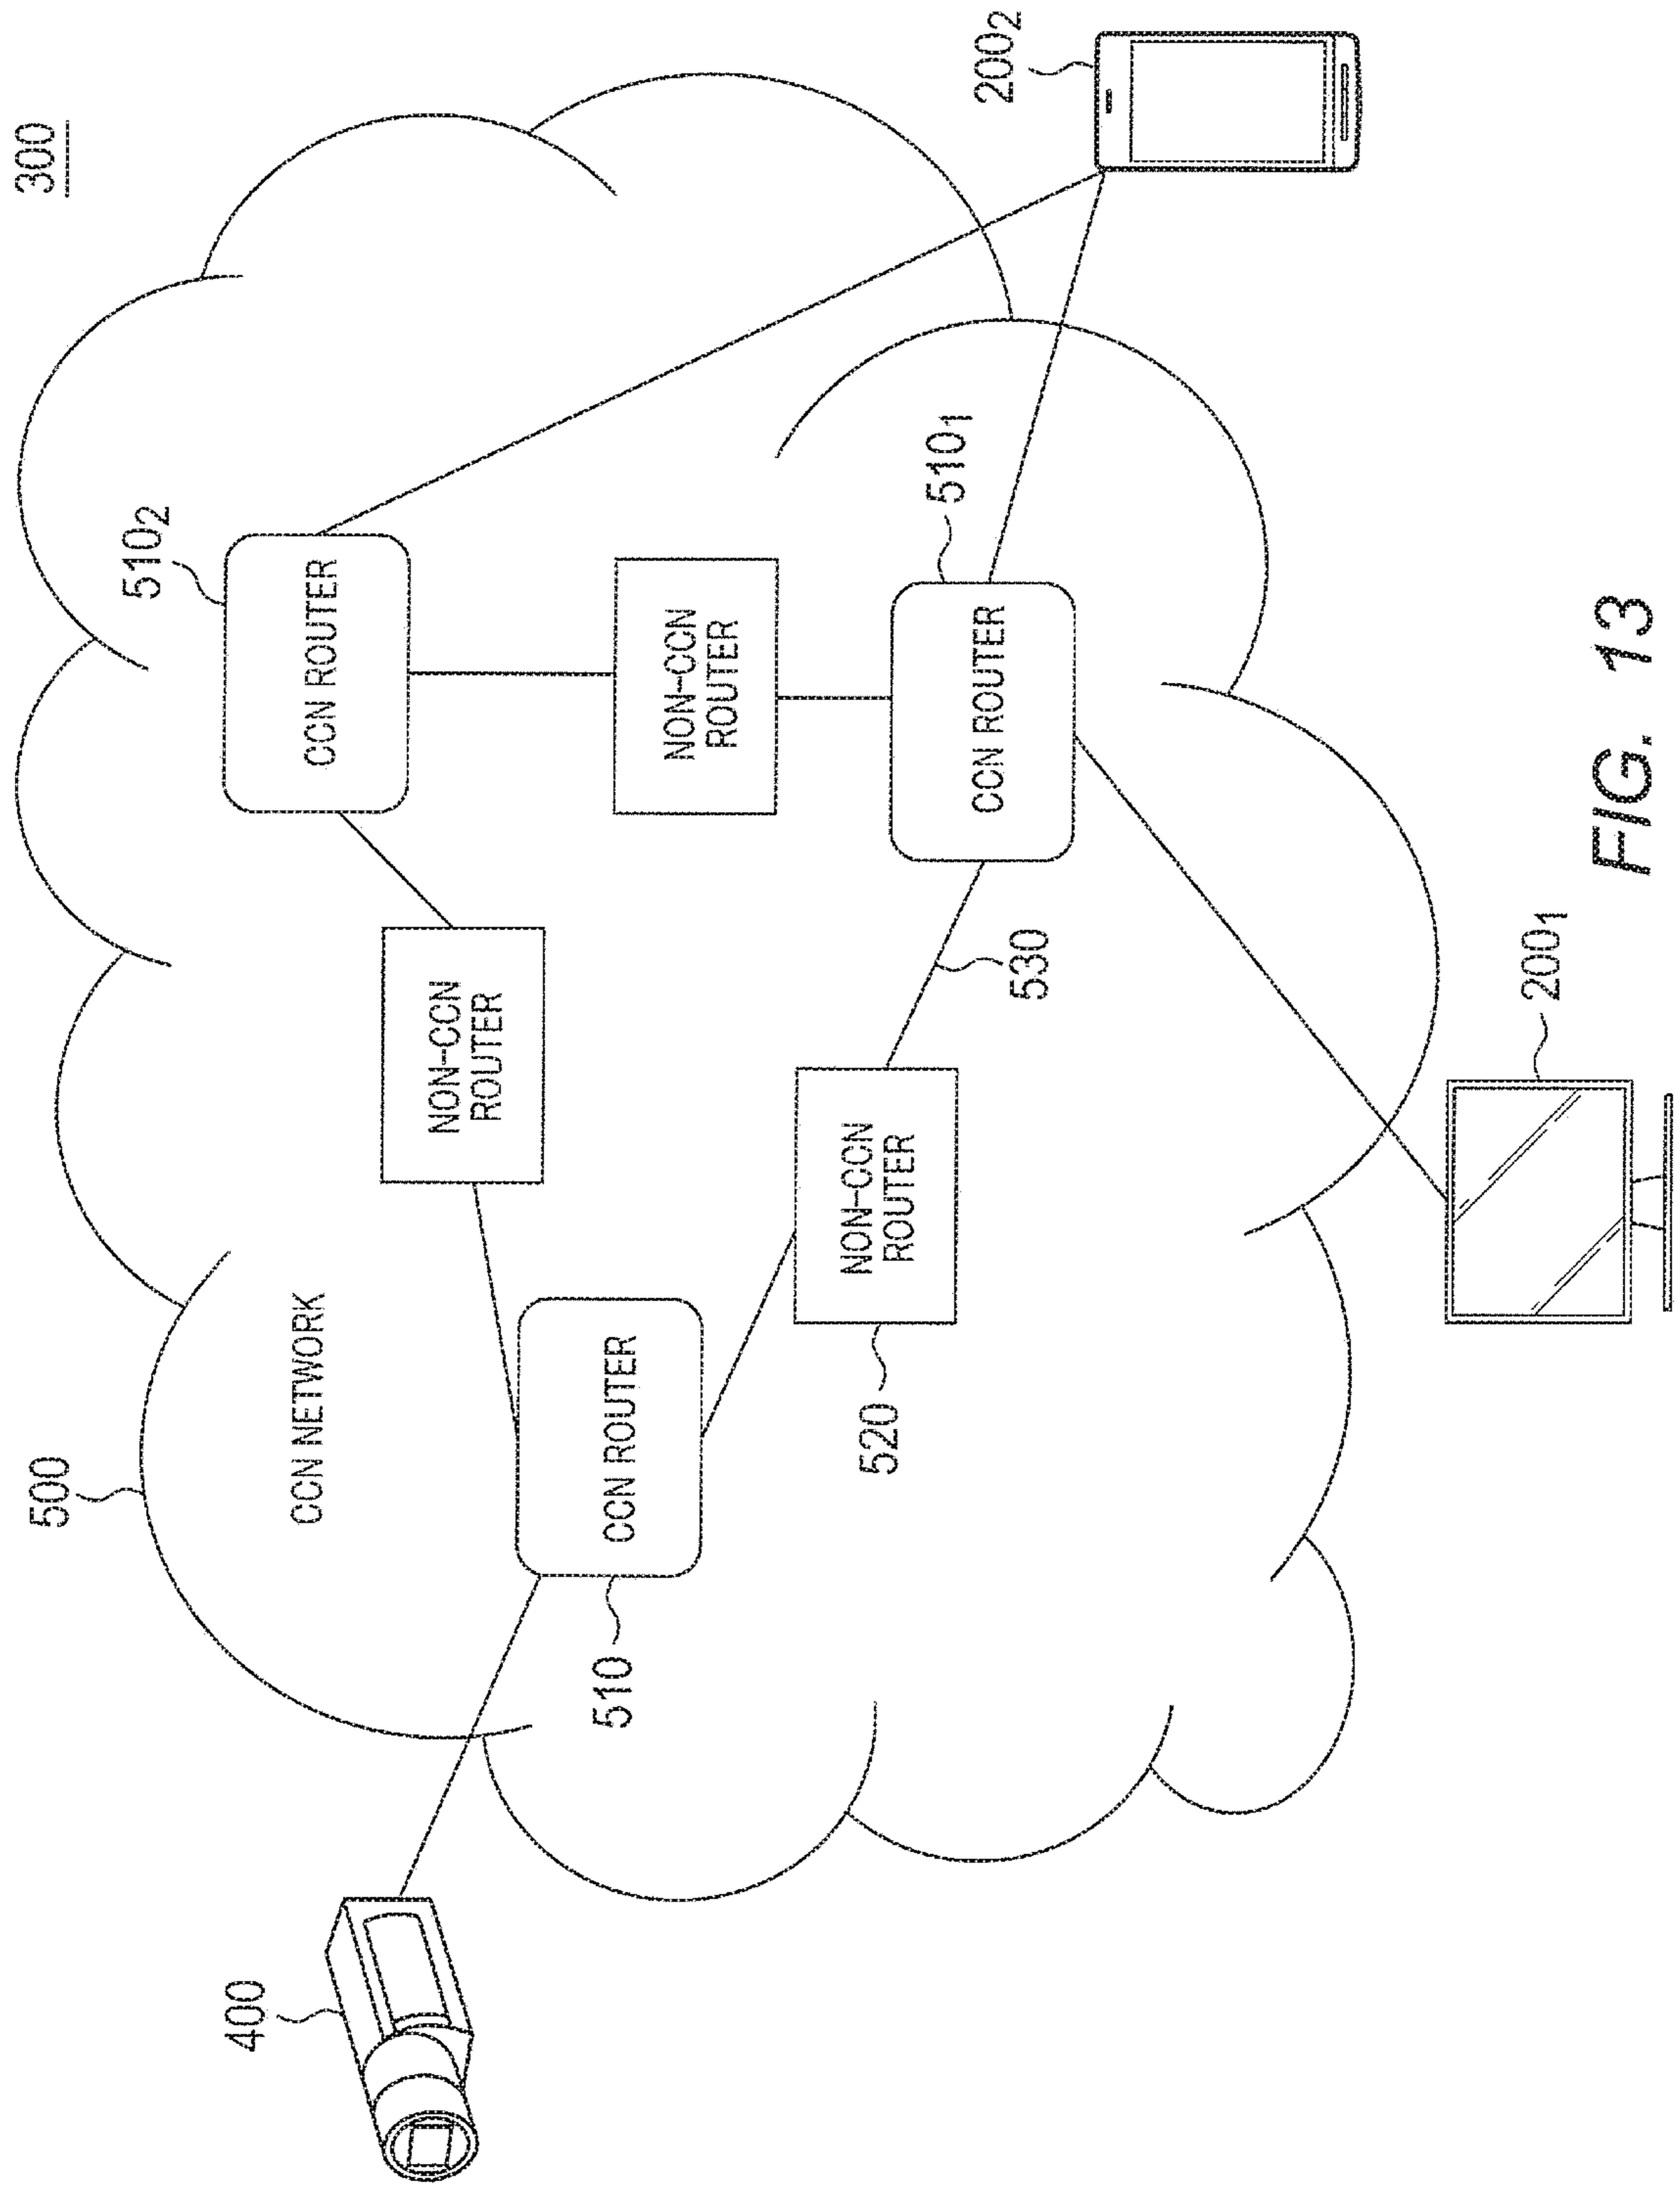 300
500
CCN NETWORK
400
510
CCN ROUTER
NON-CCN
ROUTER
510₂
CCN ROUTER
520
NON-CCN
ROUTER
530
NON-CCN
ROUTER
510₁
CCN ROUTER
200₂
200₁
FIG. 13